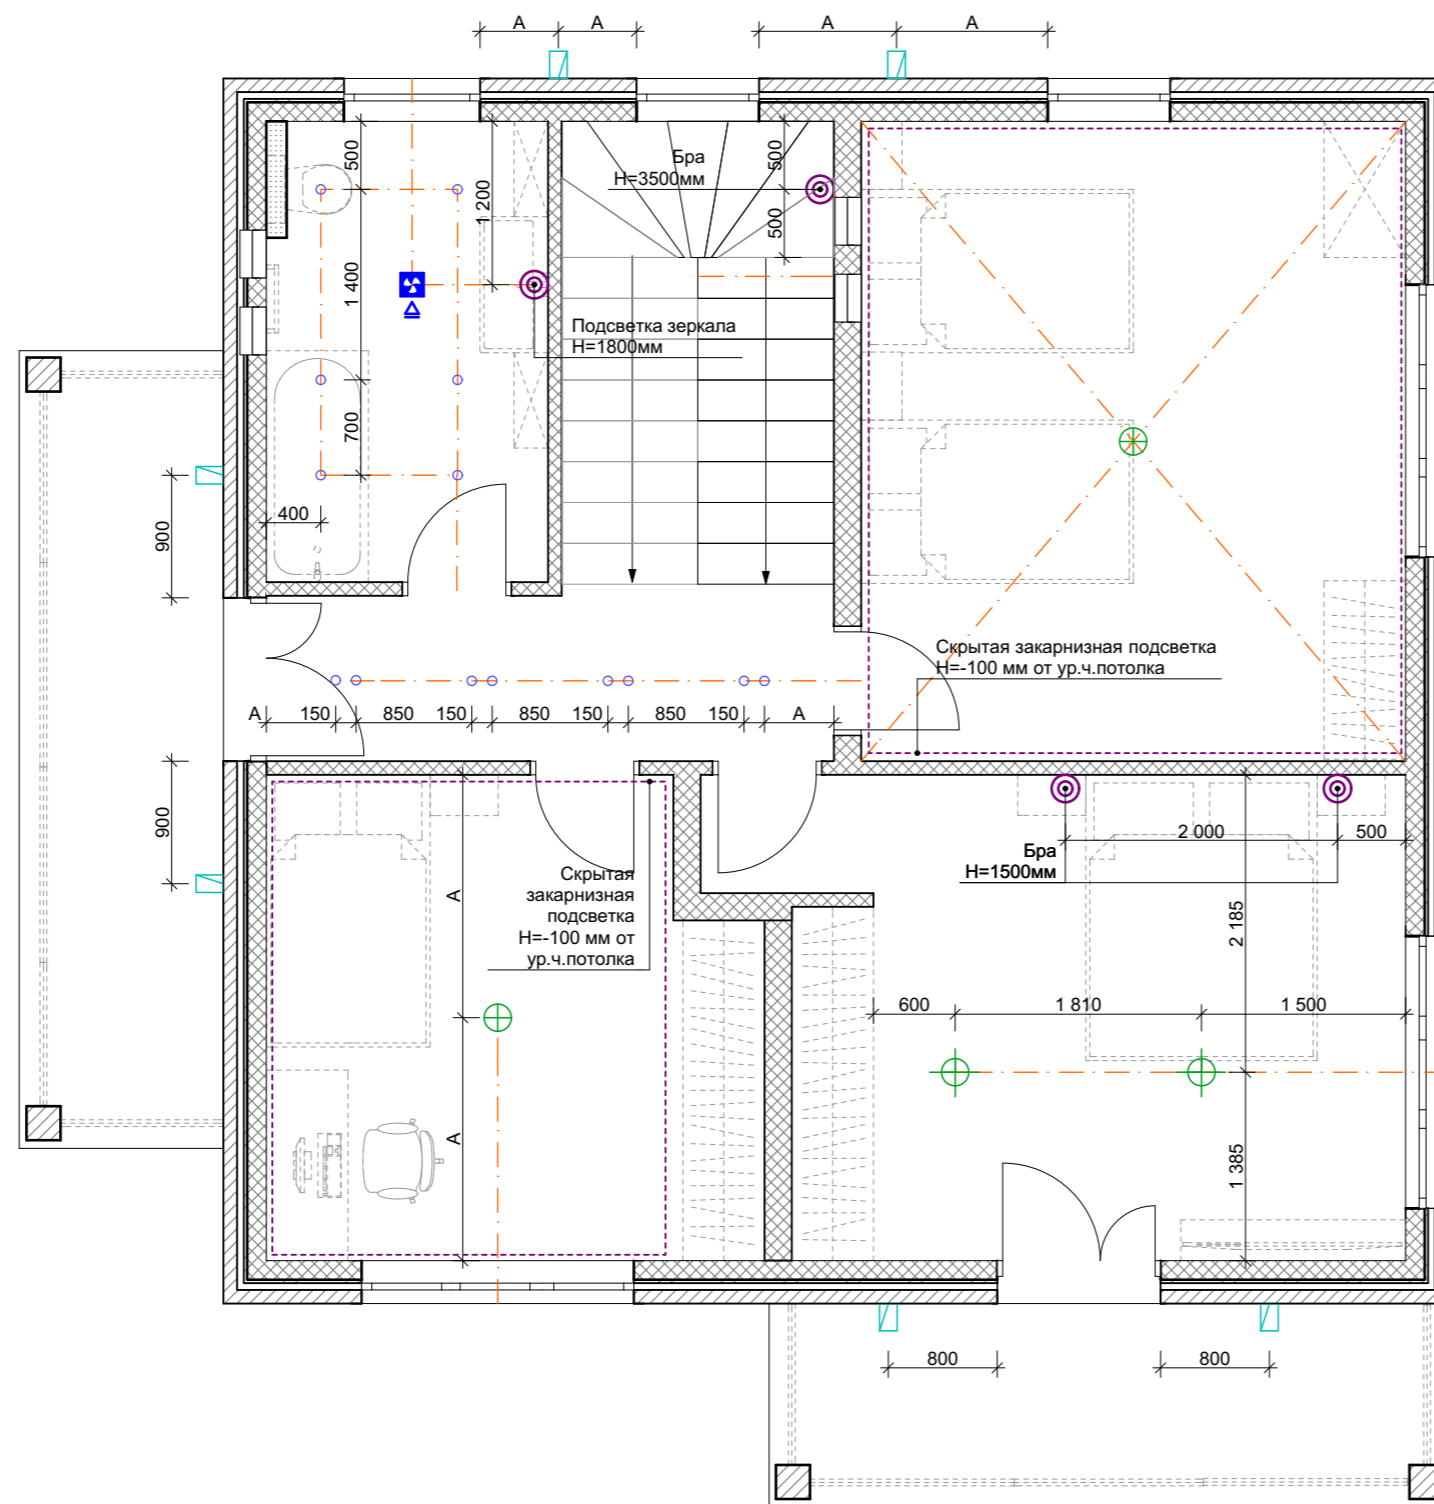 A
A
A
A
500
1 200
Бра
H=3500мм
500
500
1 400
Подсветка зеркала
H=1800мм
700
400
900
Скрытая закарнизная подсветка
H=-100 мм от ур.ч.потолка
A
150
850
150
850
150
850
150
A
900
2 000
500
Бра
H=1500мм
A
Скрытая
закарнизная
подсветка
H=-100 мм от
ур.ч.потолка
2 185
600
1 810
1 500
A
1 385
800
800